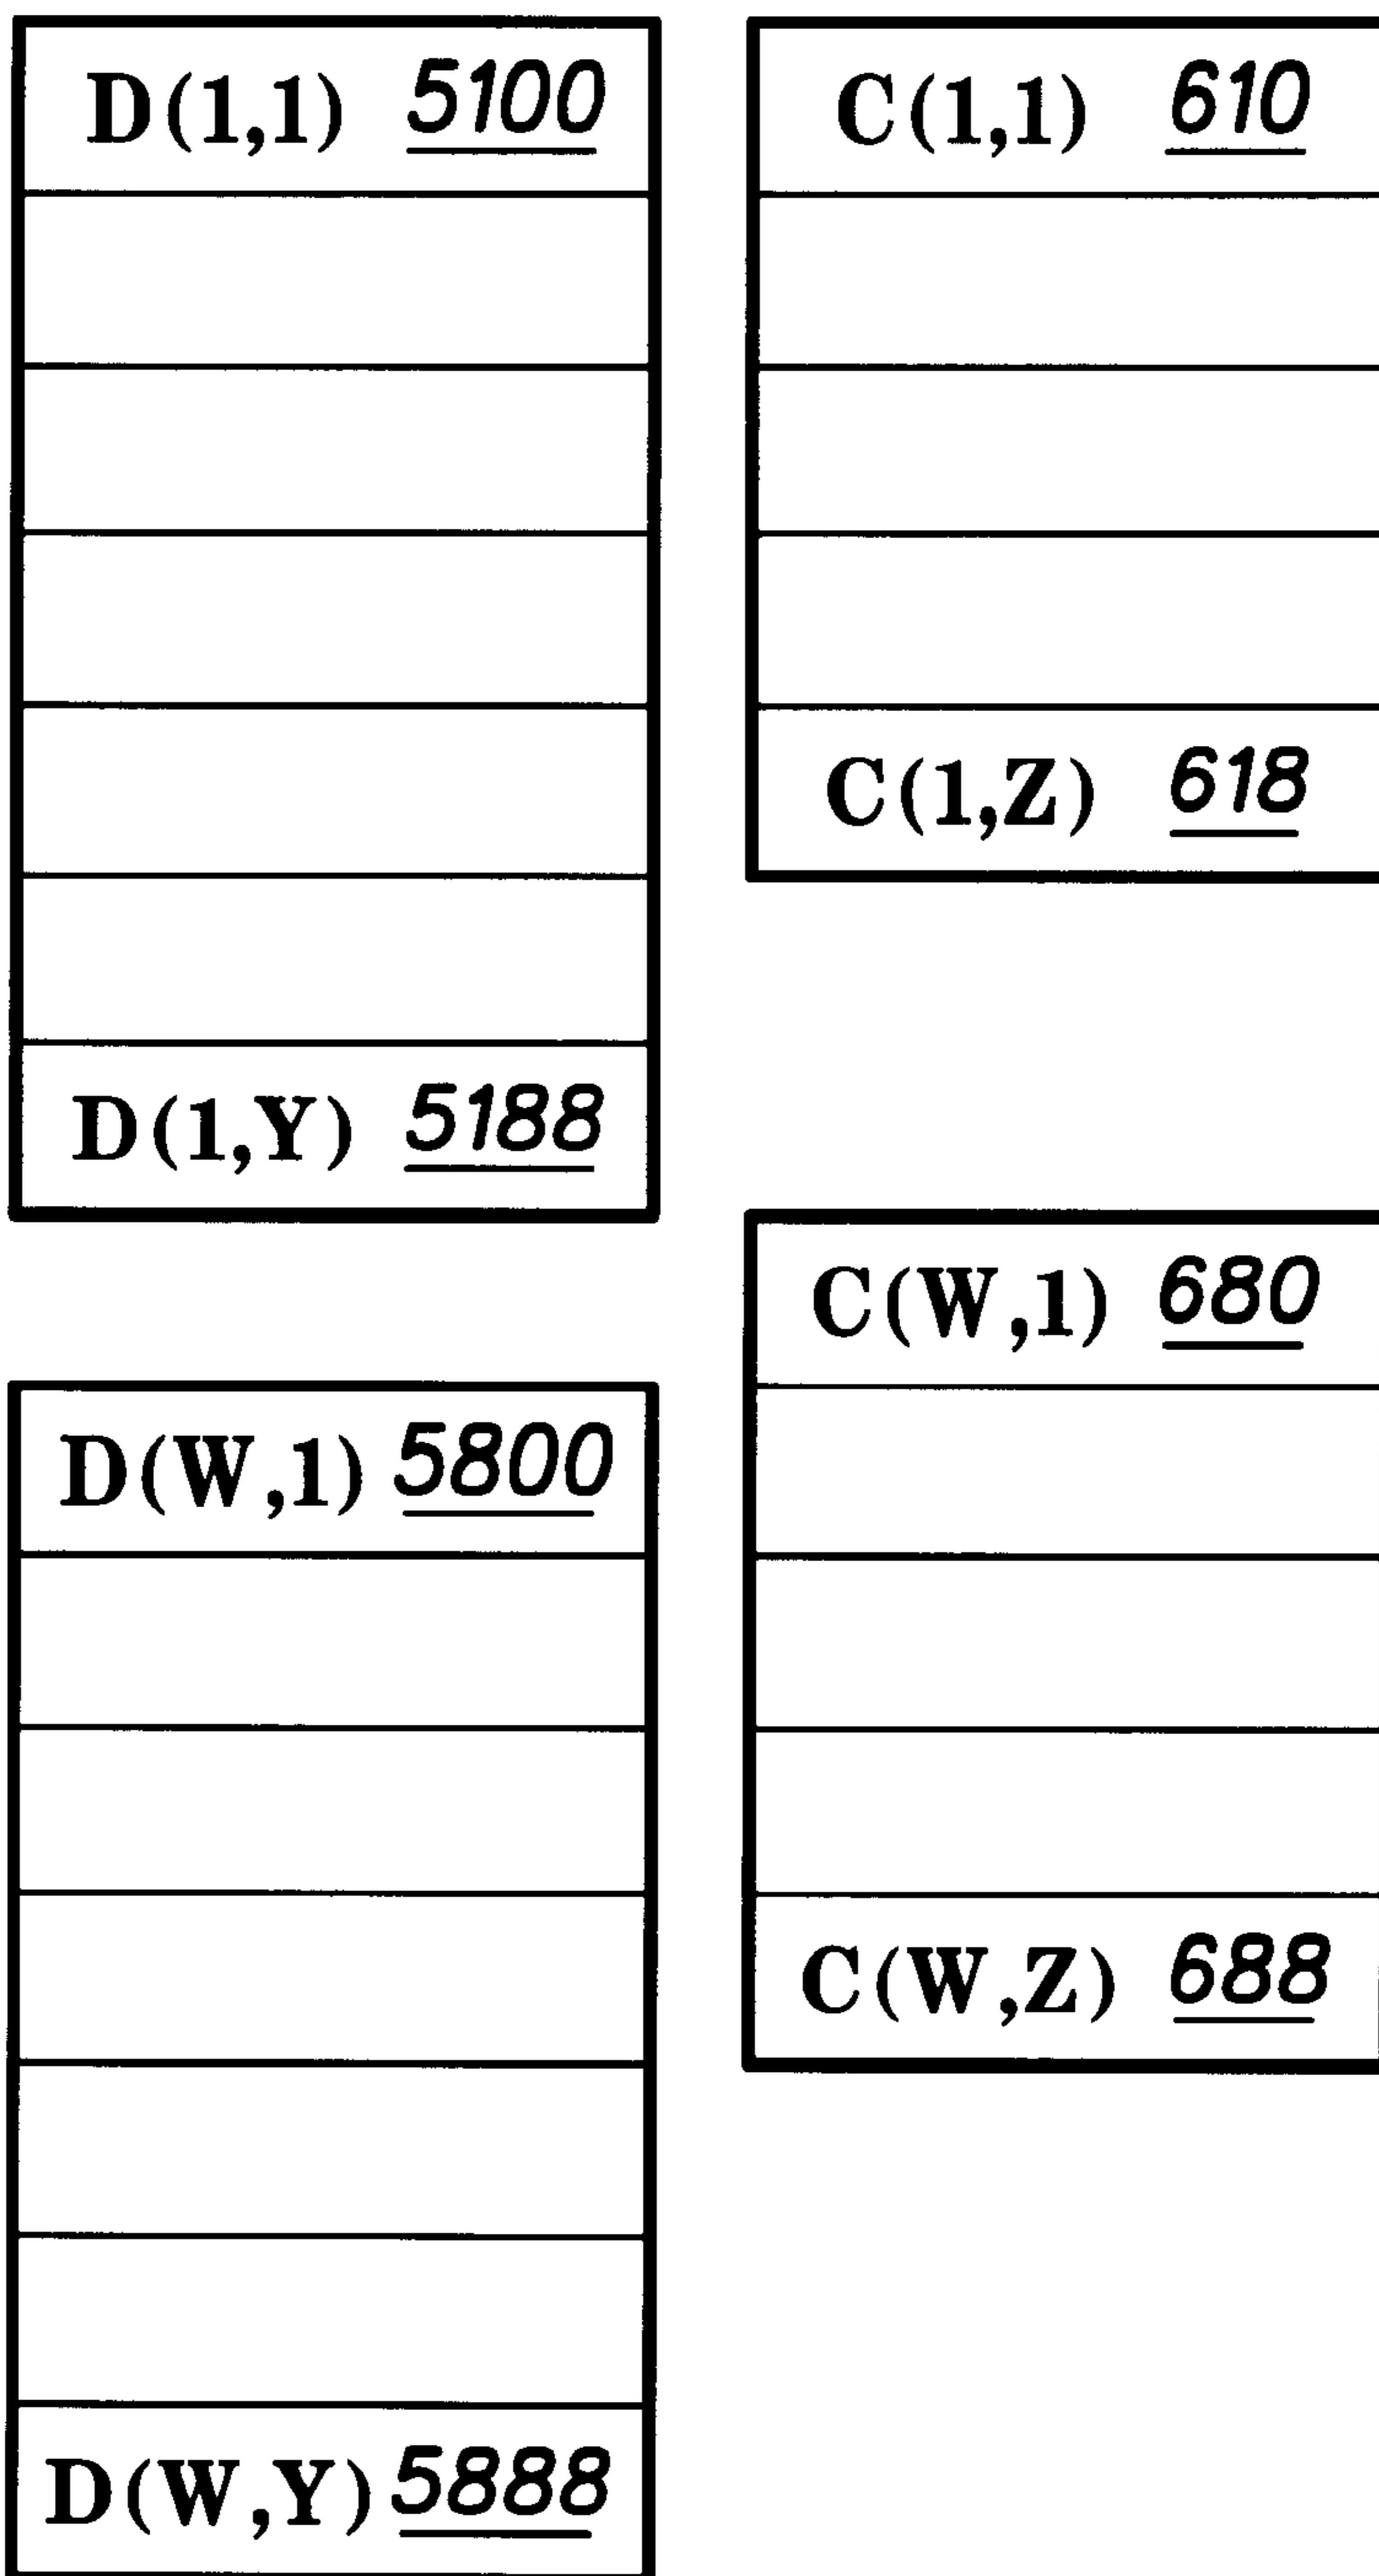 D(1,1) 5100
D(1,Y) 5188
D(W,1) 5800
D(W,Y) 5888
C(1,1) 610
C(1,Z) 618
C(W,1) 680
C(W,Z) 688